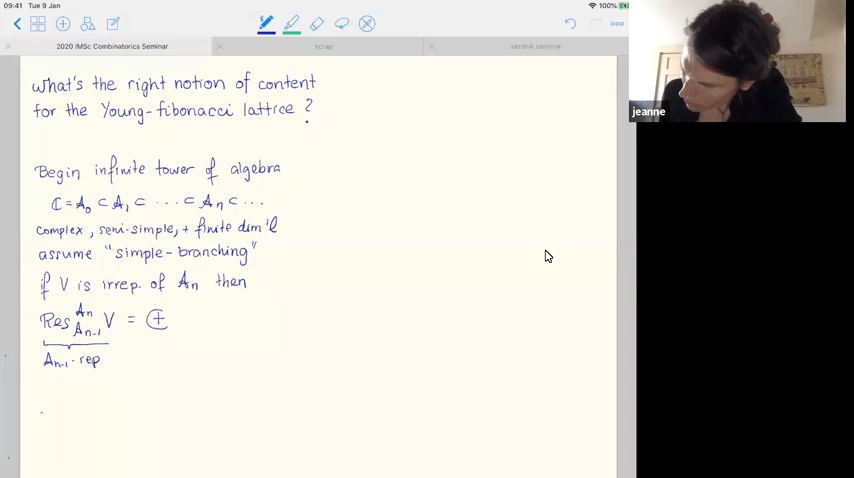 09:41 Tue 9 Jan
100%
2020 IMSc Combinatorics Seminar
scrap
vershik seminar
jeanne
what's the right notion of content
for the Young-fibonacci lattice?
Begin infinite tower of algebra
ℂ = A₀ ⊂ A₁ ⊂ ··· ⊂ Aₙ ⊂ ...
complex, semi-simple, + finite dim'l
assume "simple-branching"
if V is irrep. of Aₙ then
Res^{Aₙ}_{Aₙ₋₁} V = ⊕
Aₙ₋₁-rep